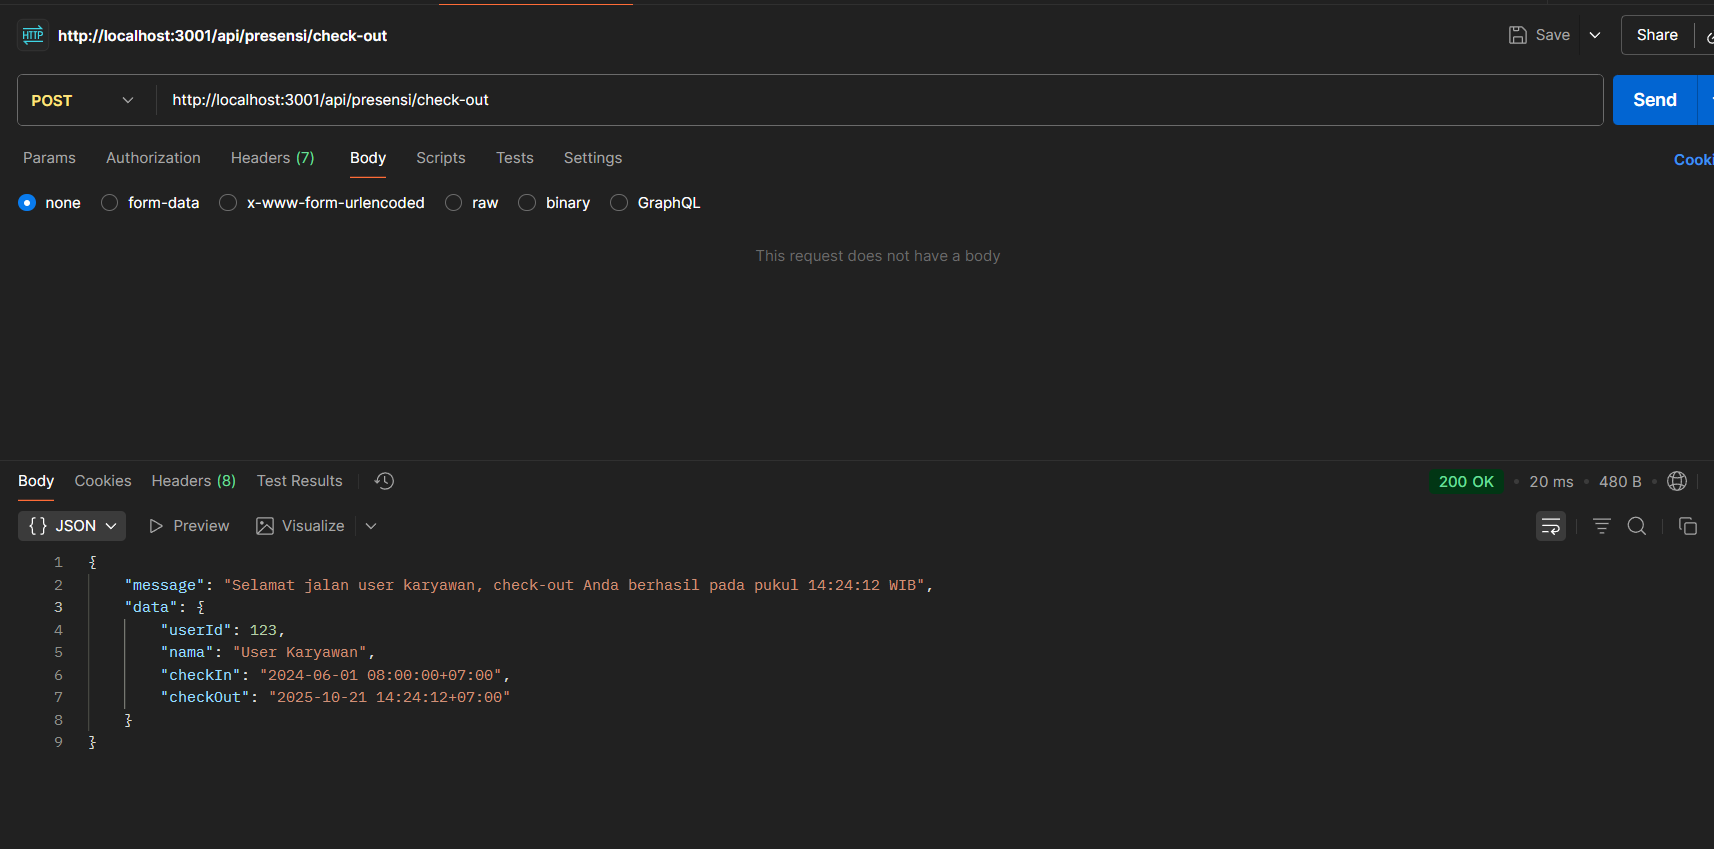 HTTP http://localhost:3001/api/presensi/check-out Save Share
POST http://localhost:3001/api/presensi/check-out Send
Params Authorization Headers (7) Body Scripts Tests Settings Cooki
none form-data x-www-form-urlencoded raw binary GraphQL
This request does not have a body
Body Cookies Headers (8) Test Results 200 OK • 20 ms • 480 B •
{} JSON Preview Visualize
1 {
2 "message": "Selamat jalan user karyawan, check-out Anda berhasil pada pukul 14:24:12 WIB",
3 "data": {
4 "userId": 123,
5 "nama": "User Karyawan",
6 "checkIn": "2024-06-01 08:00:00+07:00",
7 "checkOut": "2025-10-21 14:24:12+07:00"
8 }
9 }